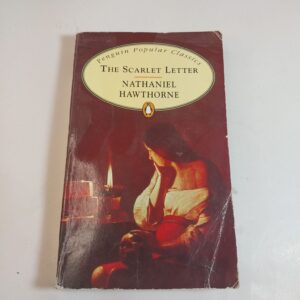 Penguin Popular Classics
THE SCARLET LETTER
NATHANIEL
HAWTHORNE